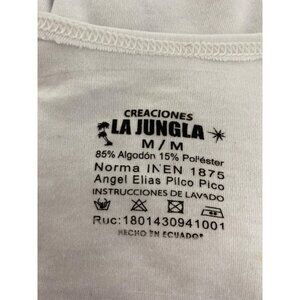 CREACIONES
LA JUNGLA
M / M
85% Algodón 15% Poliéster
Norma INEN 1875
Angel Elias Pilco Pico
INSTRUCCIONES DE LAVADO
Ruc:1801430941001
HECHO EN ECUADOR